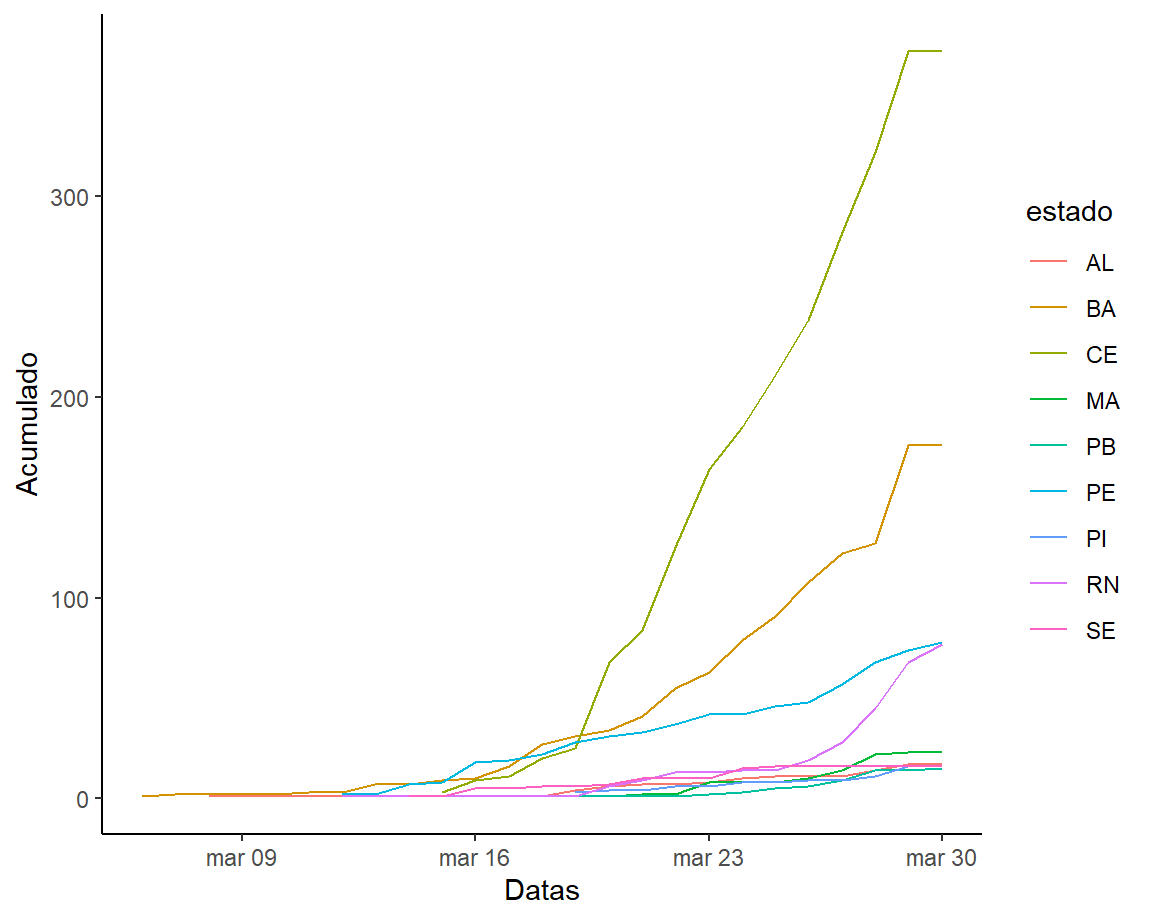 Acumulado
300
200
100
0
mar 09
mar 16
mar 23
mar 30
Datas
estado
AL
BA
CE
MA
PB
PE
PI
RN
SE